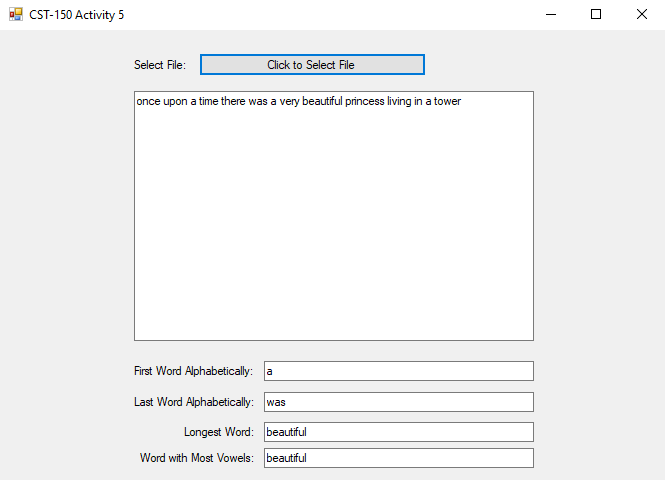 CST-150 Activity 5
Select File: Click to Select File
once upon a time there was a very beautiful princess living in a tower
First Word Alphabetically: a
Last Word Alphabetically: was
Longest Word: beautiful
Word with Most Vowels: beautiful